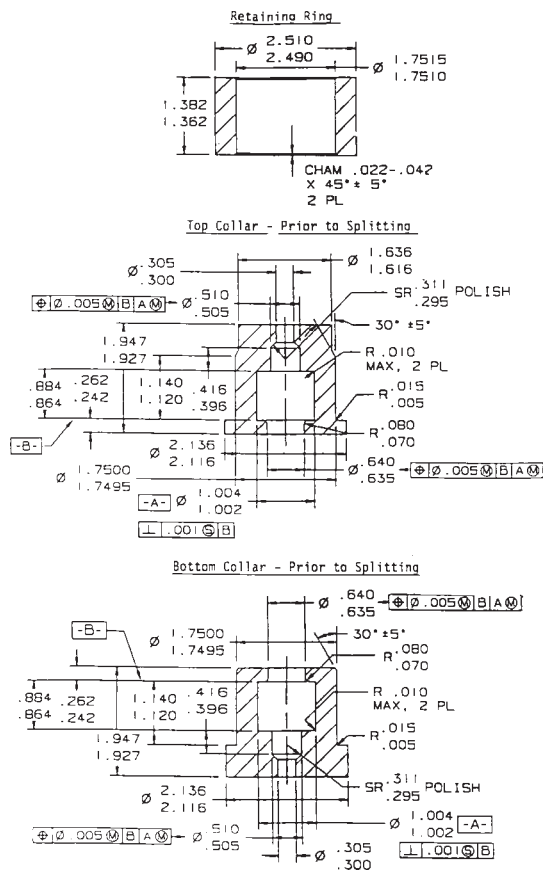 Retaining Ring
Ø 2.510
2.490
Ø 1.7515
1.7510
1.382
1.362
CHAM .022-.042
X 45° ± 5°
2 PL
Top Collar - Prior to Splitting
Ø .305
.300
Ø 1.636
1.616
⌖ Ø .005 Ⓜ B A Ⓜ
Ø .510
.505
SR .311
.295 POLISH
30° ±5°
1.947
1.927
R .010
MAX, 2 PL
.884
.864
.262
.242
1.140
1.120
.416
.396
R .015
.005
-B-
R .080
.070
Ø 2.136
2.116
Ø .640
.635
⌖ Ø .005 Ⓜ B A Ⓜ
Ø 1.7500
1.7495
-A- Ø 1.004
1.002
⊥ .001 Ⓢ B
Bottom Collar - Prior to Splitting
Ø .640
.635
⌖ Ø .005 Ⓜ B A Ⓜ
-B-
Ø 1.7500
1.7495
30° ±5°
R .080
.070
.884
.864
.262
.242
1.140
1.120
.416
.396
R .010
MAX, 2 PL
1.947
1.927
R .015
.005
SR .311
.295 POLISH
Ø 2.136
2.116
Ø 1.004
1.002 -A-
⌖ Ø .005 Ⓜ B A Ⓜ
Ø .510
.505
⊥ .001 Ⓢ B
Ø .305
.300